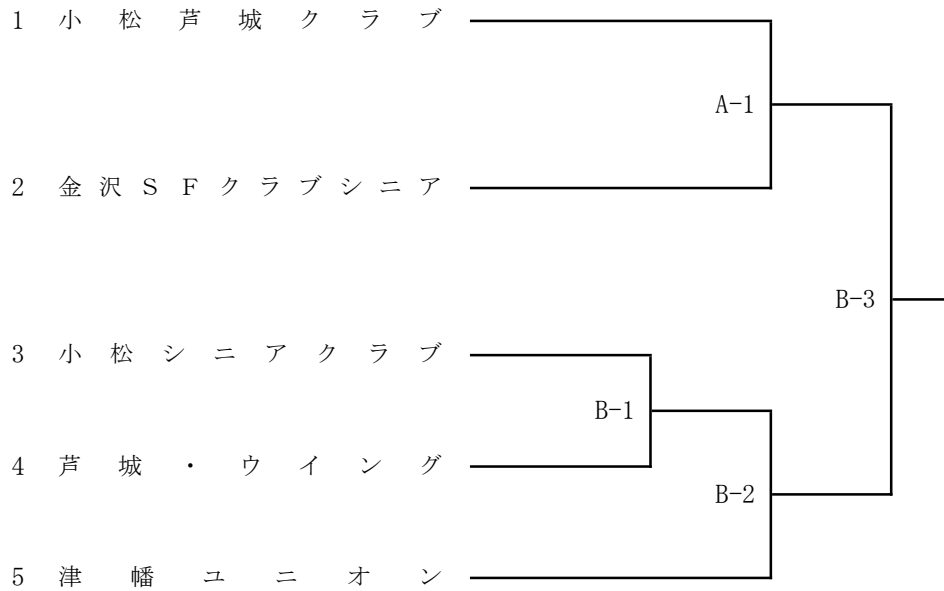 1 小松芦城クラブ
A-1
2 金沢ＳＦクラブシニア
B-3
3 小松シニアクラブ
B-1
4 芦城・ウイング
B-2
5 津幡ユニオン